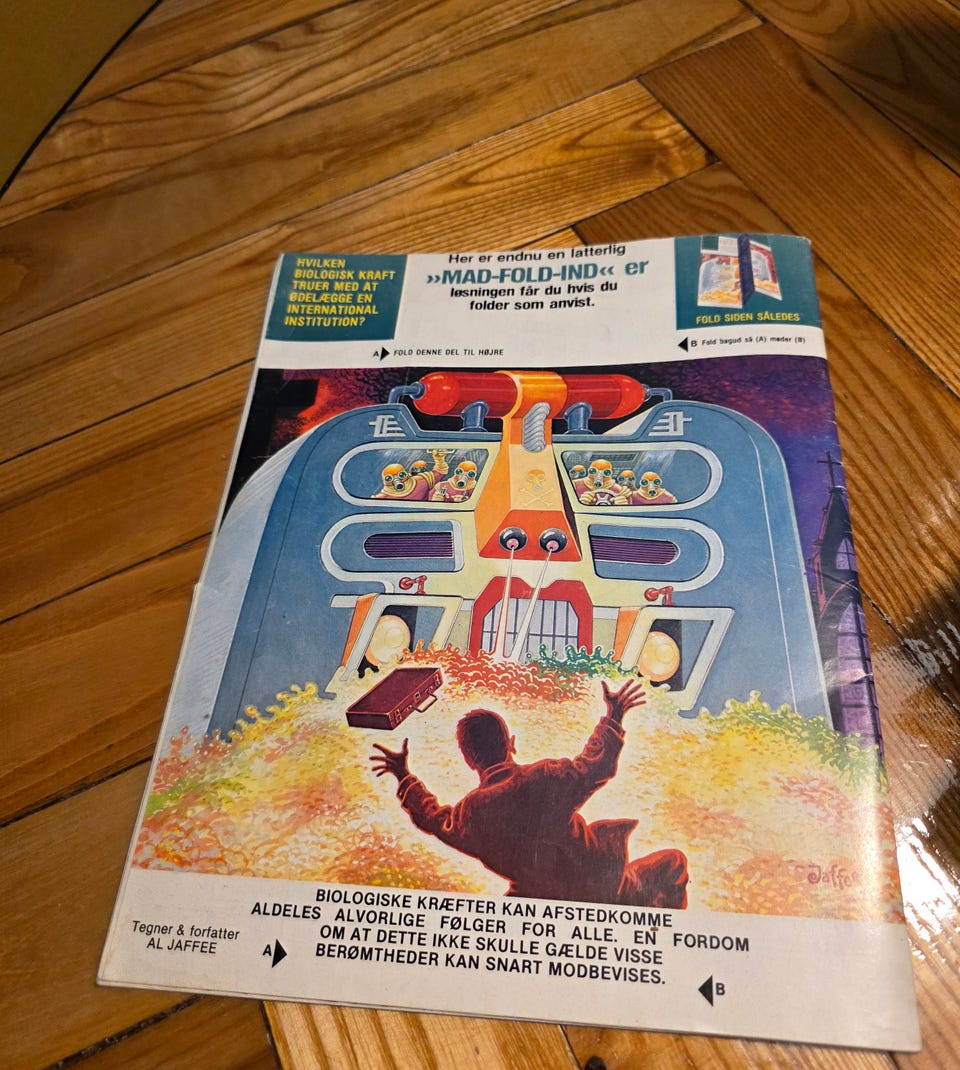 HVILKEN
BIOLOGISK KRAFT
TRUER MED AT
ØDELÆGGE EN
INTERNATIONAL
INSTITUTION?
Her er endnu en latterlig
»MAD-FOLD-IND« er
løsningen får du hvis du
folder som anvist.
FOLD SIDEN SÅLEDES
A FOLD DENNE DEL TIL HØJRE
B Fold bagud så (A) møder (B)
Jaffee
BIOLOGISKE KRÆFTER KAN AFSTEDKOMME
ALDELES ALVORLIGE FØLGER FOR ALLE. EN FORDOM
OM AT DETTE IKKE SKULLE GÆLDE VISSE
BERØMTHEDER KAN SNART MODBEVISES.
Tegner & forfatter
AL JAFFEE
A
B